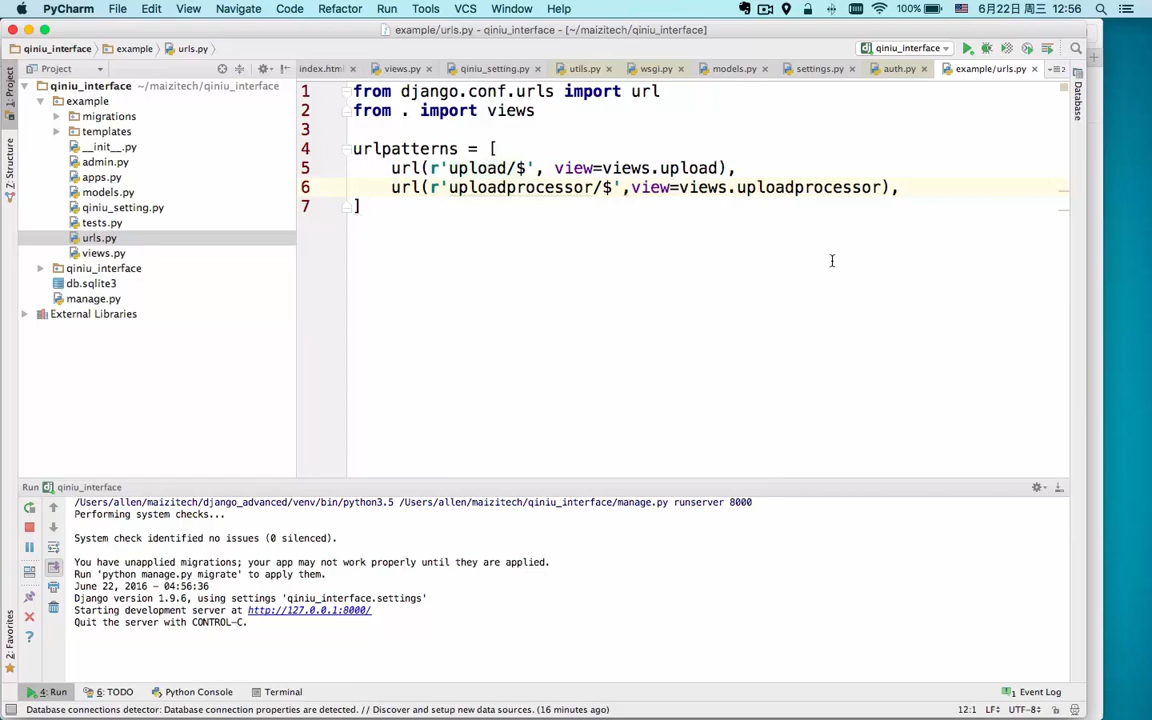 PyCharm File Edit View Navigate Code Refactor Run Tools VCS Window Help 100% 6月22日 周三 12:56
example/urls.py - qiniu_interface - [~/maizitech/qiniu_interface]
qiniu_interface example urls.py qiniu_interface
Project index.html views.py qiniu_setting.py utils.py wsgi.py models.py settings.py auth.py example/urls.py
1: Project
Z: Structure
2: Favorites
Database
qiniu_interface ~/maizitech/qiniu_interface
example
migrations
templates
__init__.py
admin.py
apps.py
models.py
qiniu_setting.py
tests.py
urls.py
views.py
qiniu_interface
db.sqlite3
manage.py
External Libraries
1 from django.conf.urls import url
2 from . import views
3
4 urlpatterns = [
5 url(r'upload/$', view=views.upload),
6 url(r'uploadprocessor/$',view=views.uploadprocessor),
7 ]
Run qiniu_interface
/Users/allen/maizitech/django_advanced/venv/bin/python3.5 /Users/allen/maizitech/qiniu_interface/manage.py runserver 8000
Performing system checks...
System check identified no issues (0 silenced).
You have unapplied migrations; your app may not work properly until they are applied.
Run 'python manage.py migrate' to apply them.
June 22, 2016 - 04:56:36
Django version 1.9.6, using settings 'qiniu_interface.settings'
Starting development server at http://127.0.0.1:8000/
Quit the server with CONTROL-C.
4: Run 6: TODO Python Console Terminal 1 Event Log
Database connections detector: Database connection properties are detected. // Discover and setup new data sources. (16 minutes ago) 12:1 LF UTF-8